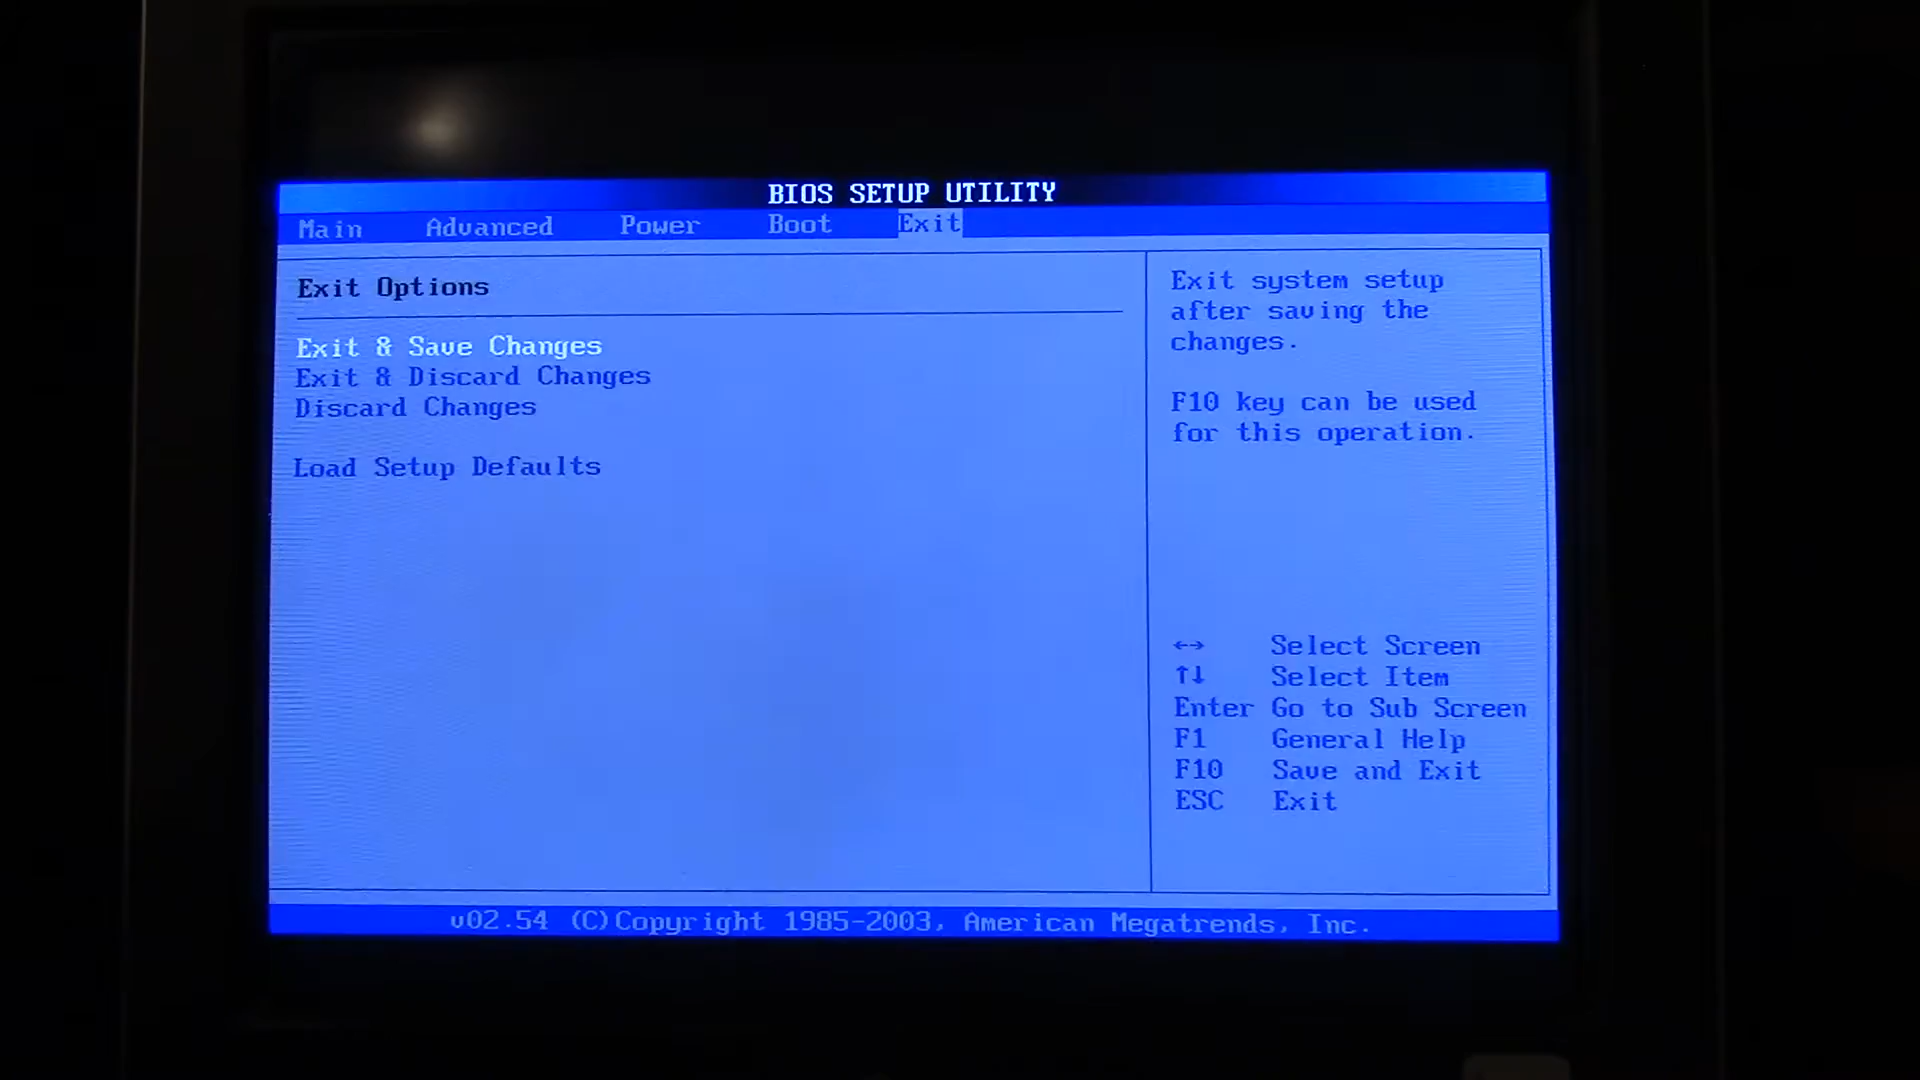 BIOS SETUP UTILITY
Main Advanced Power Boot Exit
Exit Options
Exit & Save Changes
Exit & Discard Changes
Discard Changes
Load Setup Defaults
Exit system setup
after saving the
changes.
F10 key can be used
for this operation.
↔ Select Screen
↑↓ Select Item
Enter Go to Sub Screen
F1 General Help
F10 Save and Exit
ESC Exit
v02.54 (C)Copyright 1985-2003, American Megatrends, Inc.